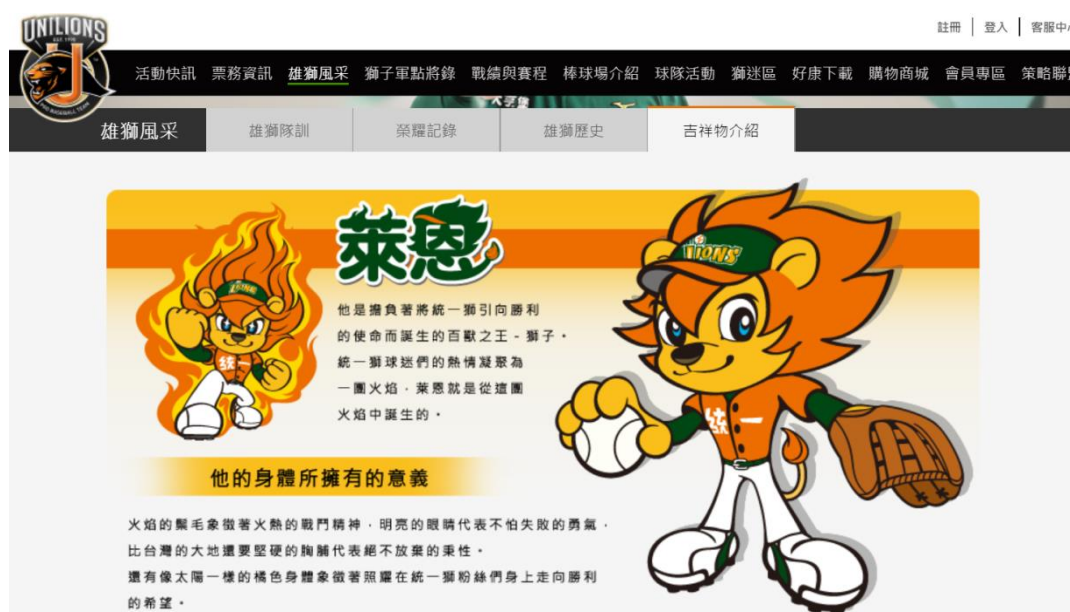 UNILIONS
EST. 1978
PRO BASEBALL TEAM
註冊 | 登入 | 客服中心
活動快訊 票務資訊 雄獅風采 獅子軍點將錄 戰績與賽程 棒球場介紹 球隊活動 獅迷區 好康下載 購物商城 會員專區 策略聯盟
雄獅風采 雄獅隊訓 榮耀記錄 雄獅歷史 吉祥物介紹
萊恩
LIONS
LIONS
他是擔負著將統一獅引向勝利
的使命而誕生的百獸之王-獅子。
統一獅球迷們的熱情凝聚為
一團火焰，萊恩就是從這團
火焰中誕生的。
統一
統一
他的身體所擁有的意義
火焰的鬃毛象徵著火熱的戰鬥精神，明亮的眼睛代表不怕失敗的勇氣，
比台灣的大地還要堅硬的胸脯代表絕不放棄的秉性。
還有像太陽一樣的橘色身體象徵著照耀在統一獅粉絲們身上走向勝利
的希望。